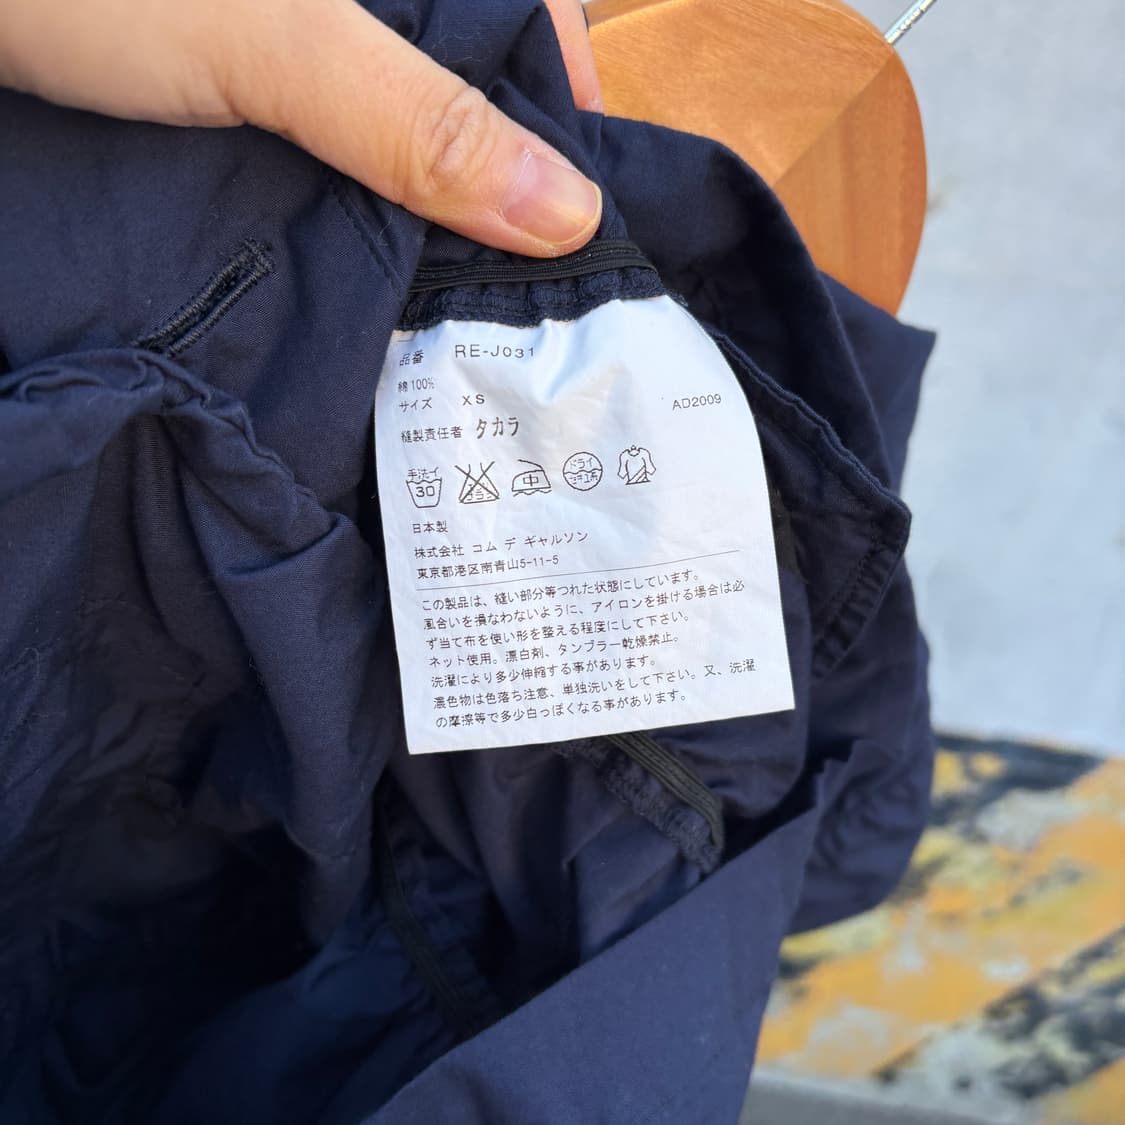 品番 RE-J031
綿100%
サイズ XS
AD2009
縫製責任者 タカラ
手洗イ 30
エンソサラシ
中
ドライ
セキユ系
日本製
株式会社 コム デ ギャルソン
東京都港区南青山5-11-5
この製品は、縫い部分等つれた状態にしています。
風合いを損なわないように、アイロンを掛ける場合は必
ず当て布を使い形を整える程度にして下さい。
ネット使用。漂白剤、タンブラー乾燥禁止。
洗濯により多少伸縮する事があります。
濃色物は色落ち注意、単独洗いをして下さい。又、洗濯
の摩擦等で多少白っぽくなる事があります。